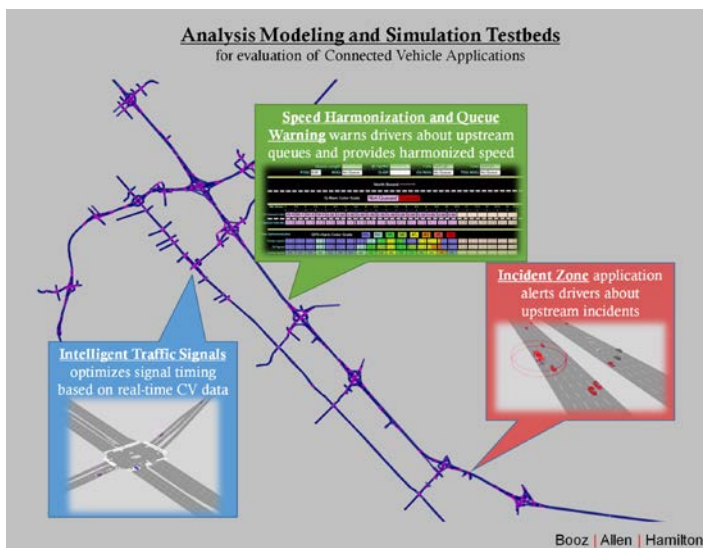 Analysis Modeling and Simulation Testbeds
for evaluation of Connected Vehicle Applications
Speed Harmonization and Queue
Warning warns drivers about upstream
queues and provides harmonized speed
Incident Zone application
alerts drivers about
upstream incidents
Intelligent Traffic Signals
optimizes signal timing
based on real-time CV data
Booz | Allen | Hamilton